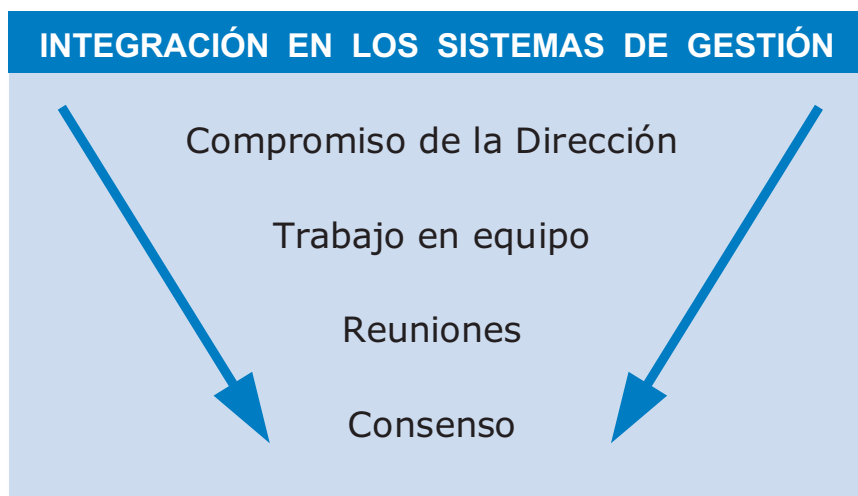 INTEGRACIÓN EN LOS SISTEMAS DE GESTIÓN
Compromiso de la Dirección
Trabajo en equipo
Reuniones
Consenso